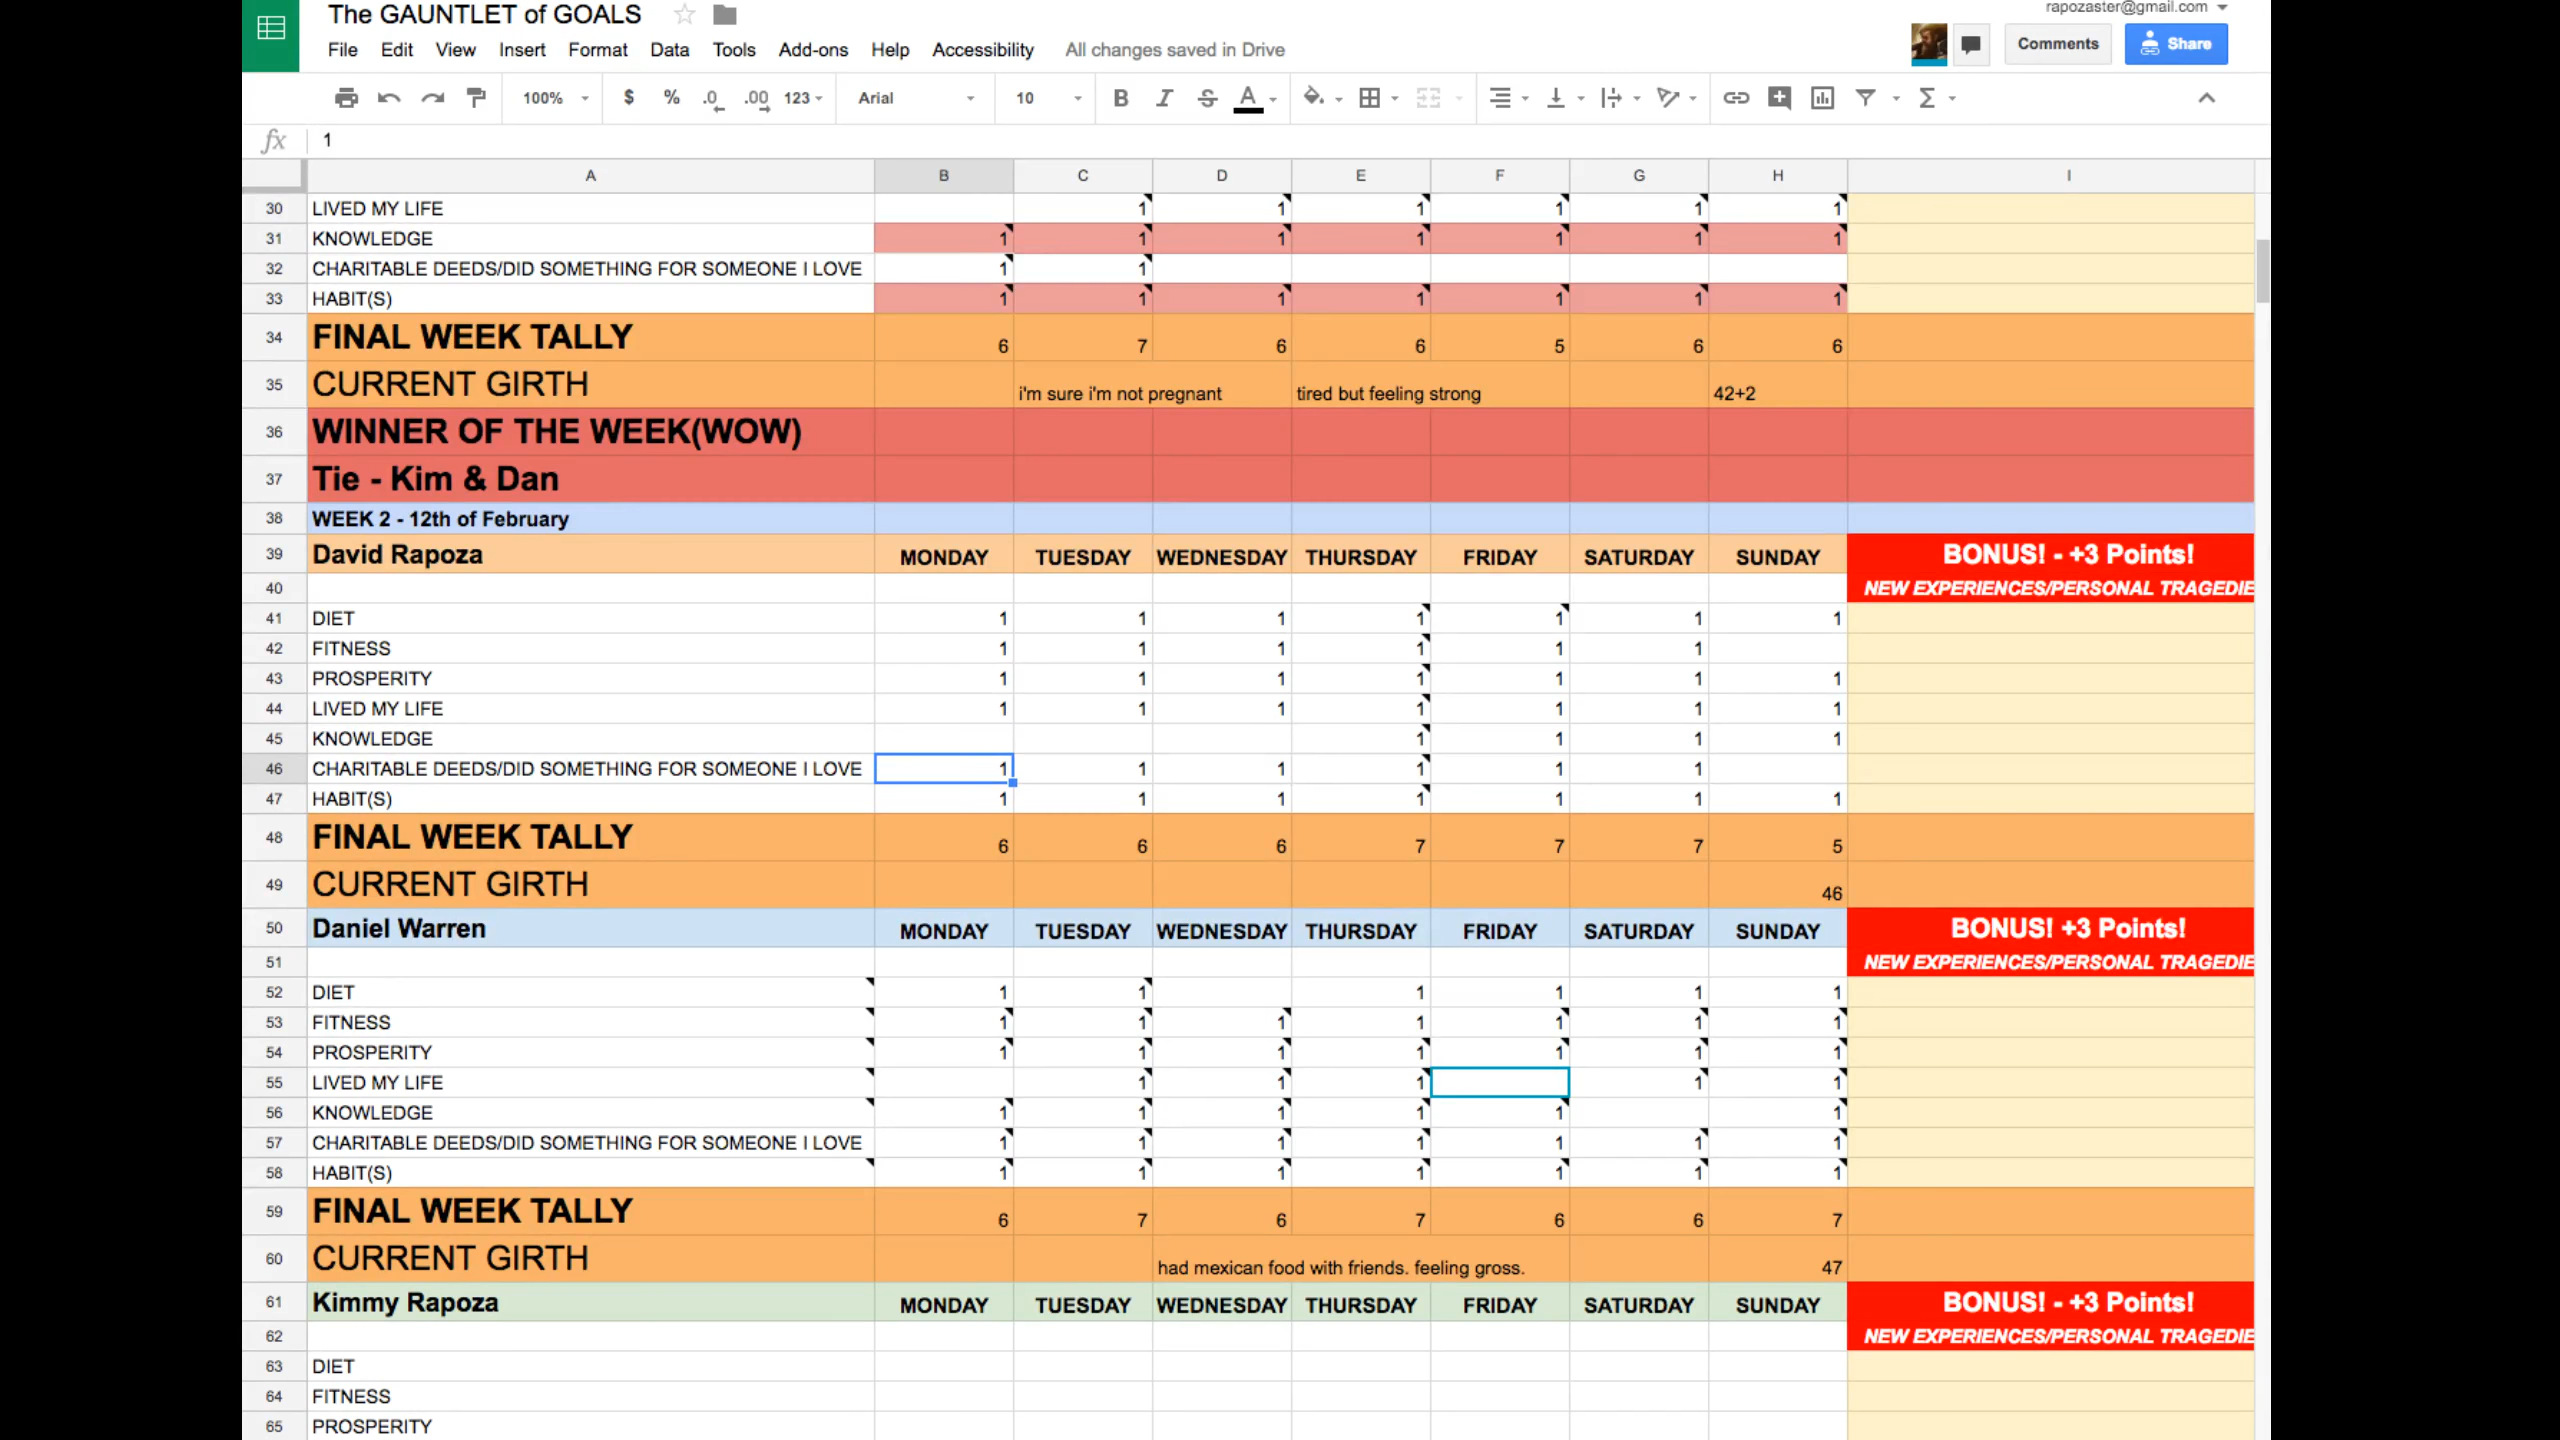 The GAUNTLET of GOALS
rapozaster@gmail.com
File Edit View Insert Format Data Tools Add-ons Help Accessibility All changes saved in Drive
Comments Share
100% $ % .0 .00 123 Arial 10 B I S A Σ
fx 1
A B C D E F G H I
30 LIVED MY LIFE 1 1 1 1 1 1
31 KNOWLEDGE 1 1 1 1 1 1 1
32 CHARITABLE DEEDS/DID SOMETHING FOR SOMEONE I LOVE 1 1
33 HABIT(S) 1 1 1 1 1 1 1
34 FINAL WEEK TALLY 6 7 6 6 5 6 6
35 CURRENT GIRTH i'm sure i'm not pregnant tired but feeling strong 42+2
36 WINNER OF THE WEEK(WOW)
37 Tie - Kim & Dan
38 WEEK 2 - 12th of February
39 David Rapoza MONDAY TUESDAY WEDNESDAY THURSDAY FRIDAY SATURDAY SUNDAY BONUS! - +3 Points!
40 NEW EXPERIENCES/PERSONAL TRAGEDIE
41 DIET 1 1 1 1 1 1 1
42 FITNESS 1 1 1 1 1 1
43 PROSPERITY 1 1 1 1 1 1 1
44 LIVED MY LIFE 1 1 1 1 1 1 1
45 KNOWLEDGE 1 1 1 1
46 CHARITABLE DEEDS/DID SOMETHING FOR SOMEONE I LOVE 1 1 1 1 1 1
47 HABIT(S) 1 1 1 1 1 1 1
48 FINAL WEEK TALLY 6 6 6 7 7 7 5
49 CURRENT GIRTH 46
50 Daniel Warren MONDAY TUESDAY WEDNESDAY THURSDAY FRIDAY SATURDAY SUNDAY BONUS! +3 Points!
51 NEW EXPERIENCES/PERSONAL TRAGEDIE
52 DIET 1 1 1 1 1 1
53 FITNESS 1 1 1 1 1 1 1
54 PROSPERITY 1 1 1 1 1 1 1
55 LIVED MY LIFE 1 1 1 1 1
56 KNOWLEDGE 1 1 1 1 1 1
57 CHARITABLE DEEDS/DID SOMETHING FOR SOMEONE I LOVE 1 1 1 1 1 1 1
58 HABIT(S) 1 1 1 1 1 1 1
59 FINAL WEEK TALLY 6 7 6 7 6 6 7
60 CURRENT GIRTH had mexican food with friends. feeling gross. 47
61 Kimmy Rapoza MONDAY TUESDAY WEDNESDAY THURSDAY FRIDAY SATURDAY SUNDAY BONUS! - +3 Points!
62 NEW EXPERIENCES/PERSONAL TRAGEDIE
63 DIET
64 FITNESS
65 PROSPERITY